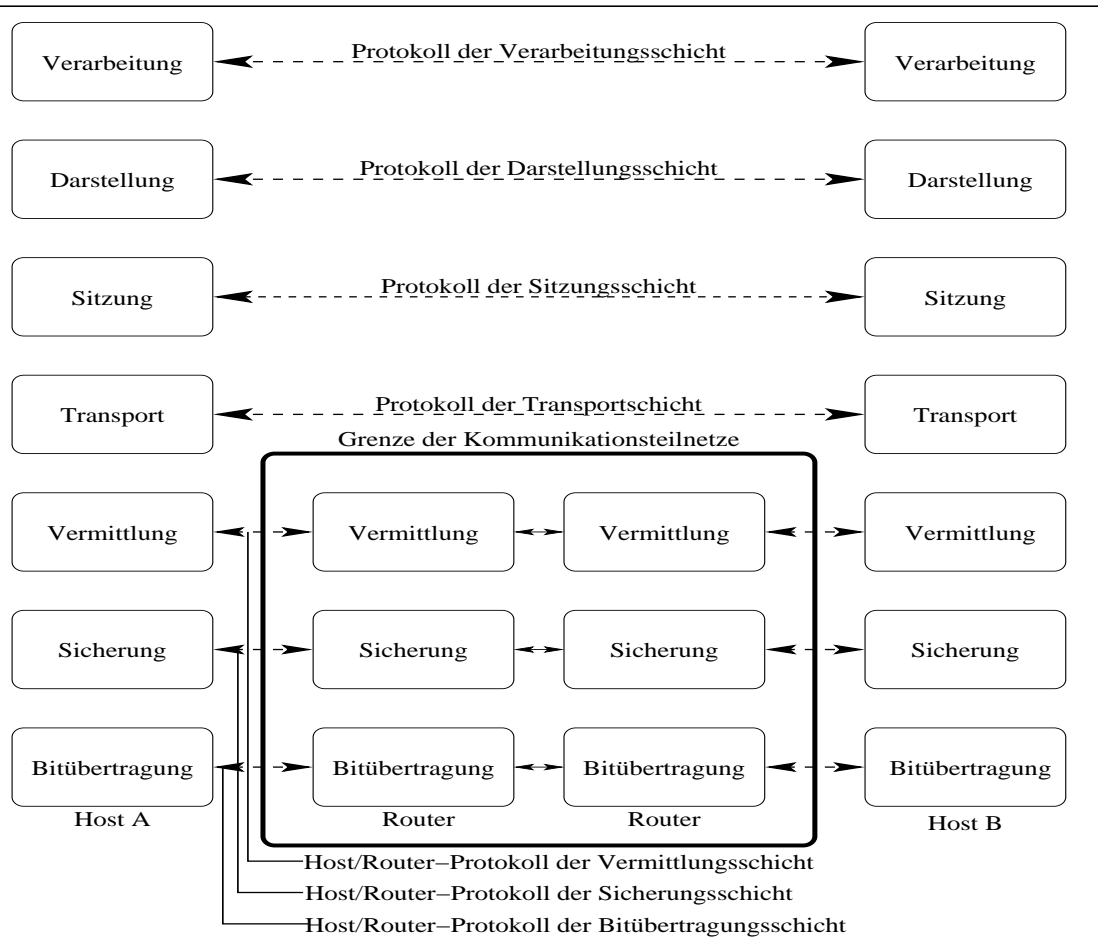 Verarbeitung Protokoll der Verarbeitungsschicht Verarbeitung
Darstellung Protokoll der Darstellungsschicht Darstellung
Sitzung Protokoll der Sitzungsschicht Sitzung
Transport Protokoll der Transportschicht Transport
Grenze der Kommunikationsteilnetze
Vermittlung Vermittlung Vermittlung Vermittlung
Sicherung Sicherung Sicherung Sicherung
Bitübertragung Bitübertragung Bitübertragung Bitübertragung
Host A Router Router Host B
Host/Router−Protokoll der Vermittlungsschicht
Host/Router−Protokoll der Sicherungsschicht
Host/Router−Protokoll der Bitübertragungsschicht